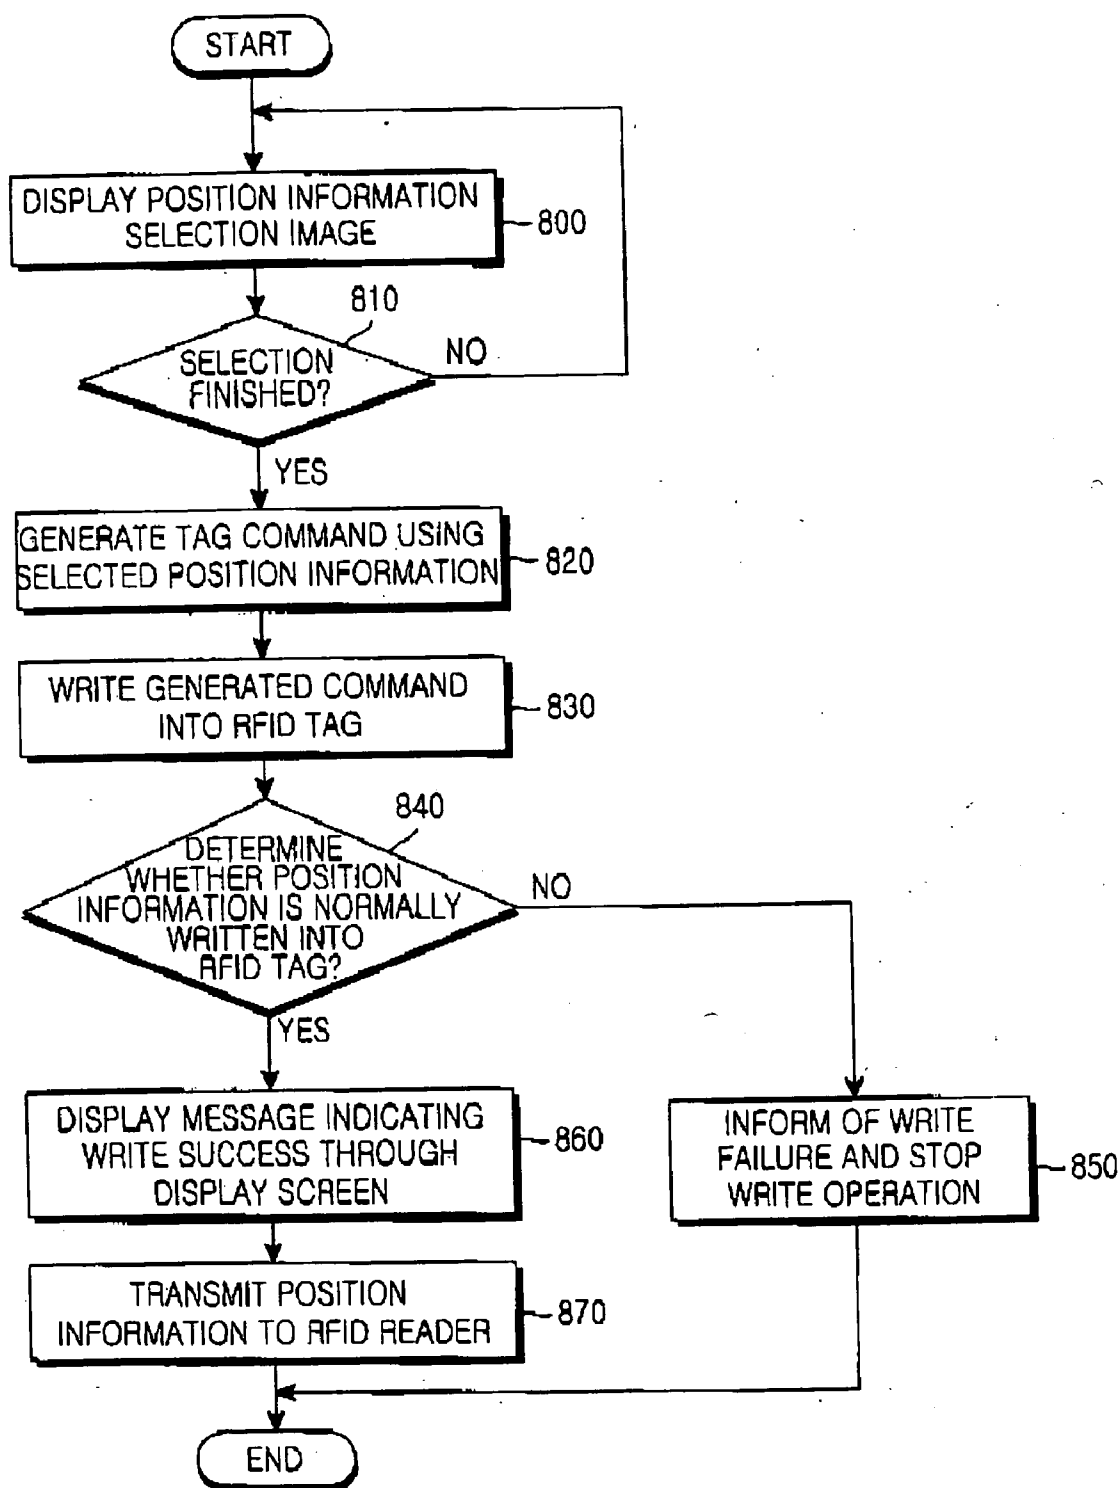 START
DISPLAY POSITION INFORMATION
SELECTION IMAGE
800
810
SELECTION
FINISHED?
NO
YES
GENERATE TAG COMMAND USING
SELECTED POSITION INFORMATION
820
WRITE GENERATED COMMAND
INTO RFID TAG
830
840
DETERMINE
WHETHER POSITION
INFORMATION IS NORMALLY
WRITTEN INTO
RFID TAG?
NO
YES
DISPLAY MESSAGE INDICATING
WRITE SUCCESS THROUGH
DISPLAY SCREEN
860
INFORM OF WRITE
FAILURE AND STOP
WRITE OPERATION
850
TRANSMIT POSITION
INFORMATION TO RFID READER
870
END